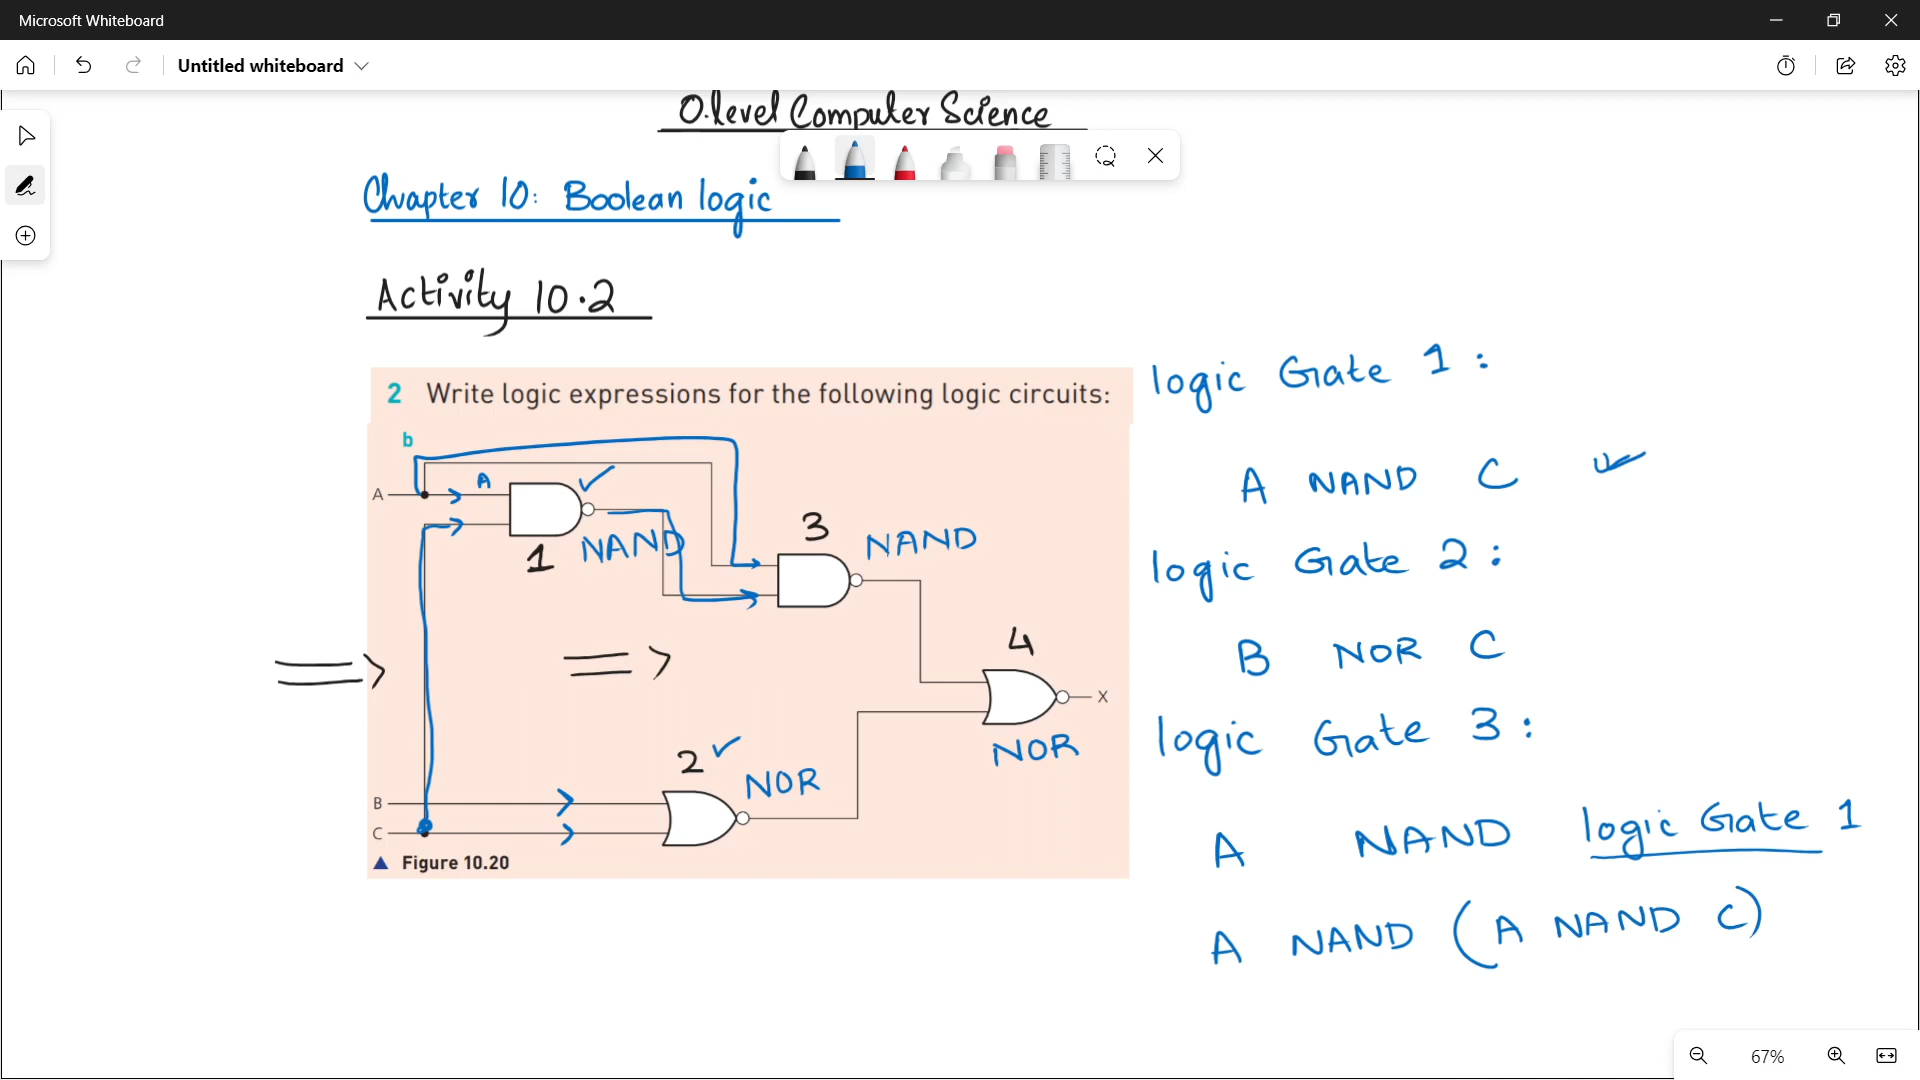 Microsoft Whiteboard
Untitled whiteboard
O.level Computer Science
Chapter 10: Boolean logic
Activity 10.2
2 Write logic expressions for the following logic circuits:
b
A
A
1
NAND
3
NAND
4
X
NOR
2
NOR
B
C
▲ Figure 10.20
logic Gate 1:
A NAND C
logic Gate 2:
B NOR C
logic Gate 3:
A NAND logic Gate 1
A NAND (A NAND C)
67%